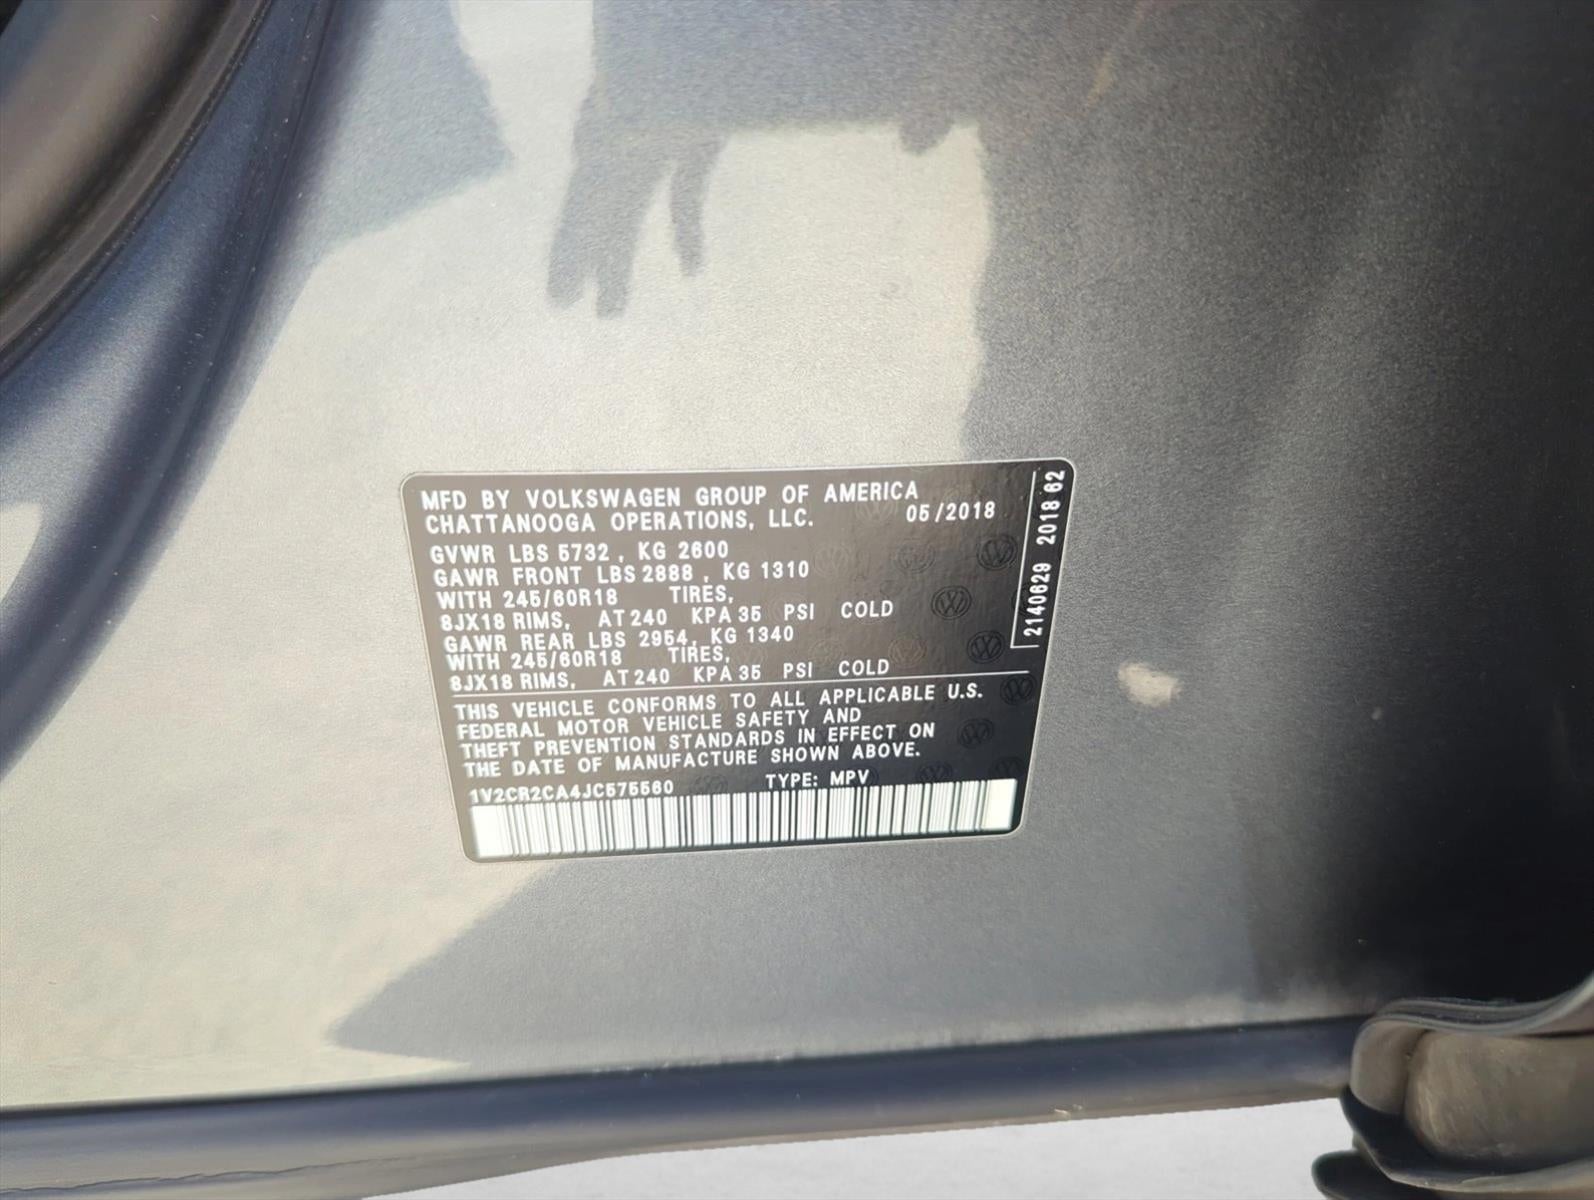 MFD BY VOLKSWAGEN GROUP OF AMERICA
CHATTANOOGA OPERATIONS, LLC. 05/2018
GVWR LBS 5732 , KG 2600
GAWR FRONT LBS 2888 , KG 1310
WITH 245/60R18 TIRES,
8JX18 RIMS, AT 240 KPA 35 PSI COLD
GAWR REAR LBS 2954, KG 1340
WITH 245/60R18 TIRES,
8JX18 RIMS, AT 240 KPA 35 PSI COLD
THIS VEHICLE CONFORMS TO ALL APPLICABLE U.S.
FEDERAL MOTOR VEHICLE SAFETY AND
THEFT PREVENTION STANDARDS IN EFFECT ON
THE DATE OF MANUFACTURE SHOWN ABOVE.
1V2CR2CA4JC575560 TYPE: MPV
2140629 2018 62